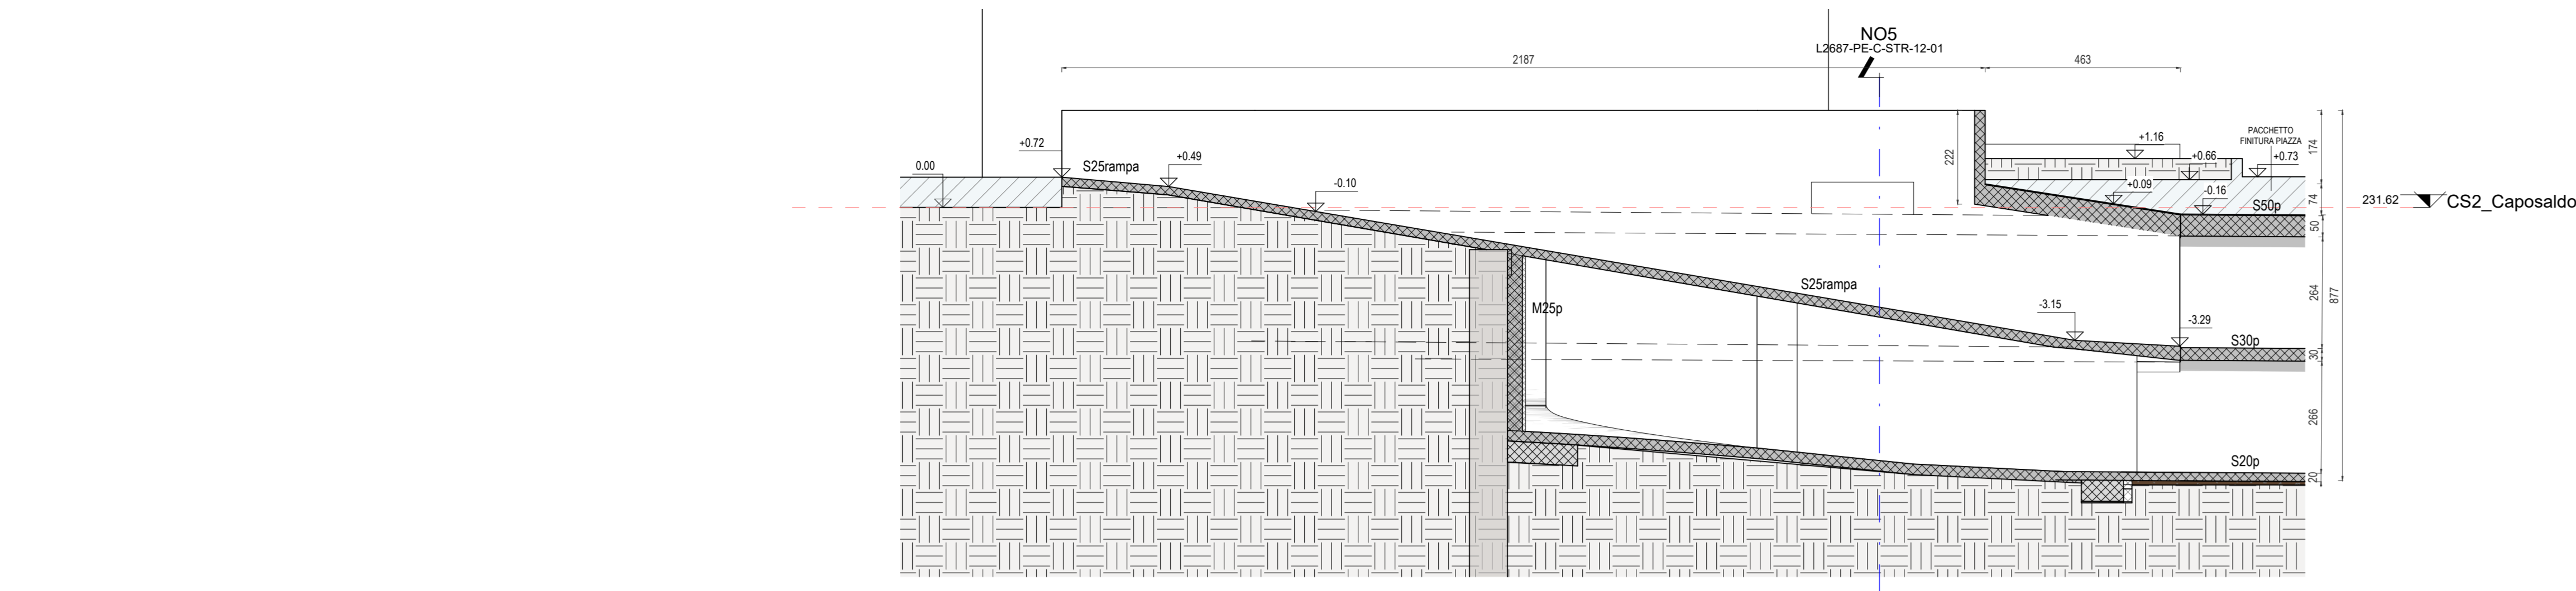 NO5
L2687-PE-C-STR-12-01
2187
463
+0.72
0.00
S25rampa
+0.49
-0.10
222
+1.16
+0.66
PACCHETTO
FINITURA PIAZZA
+0.73
174
+0.09
-0.16
S50p
74
231.62
CS2_Caposaldo
50
M25p
S25rampa
-3.15
-3.29
264
877
S30p
30
266
S20p
20